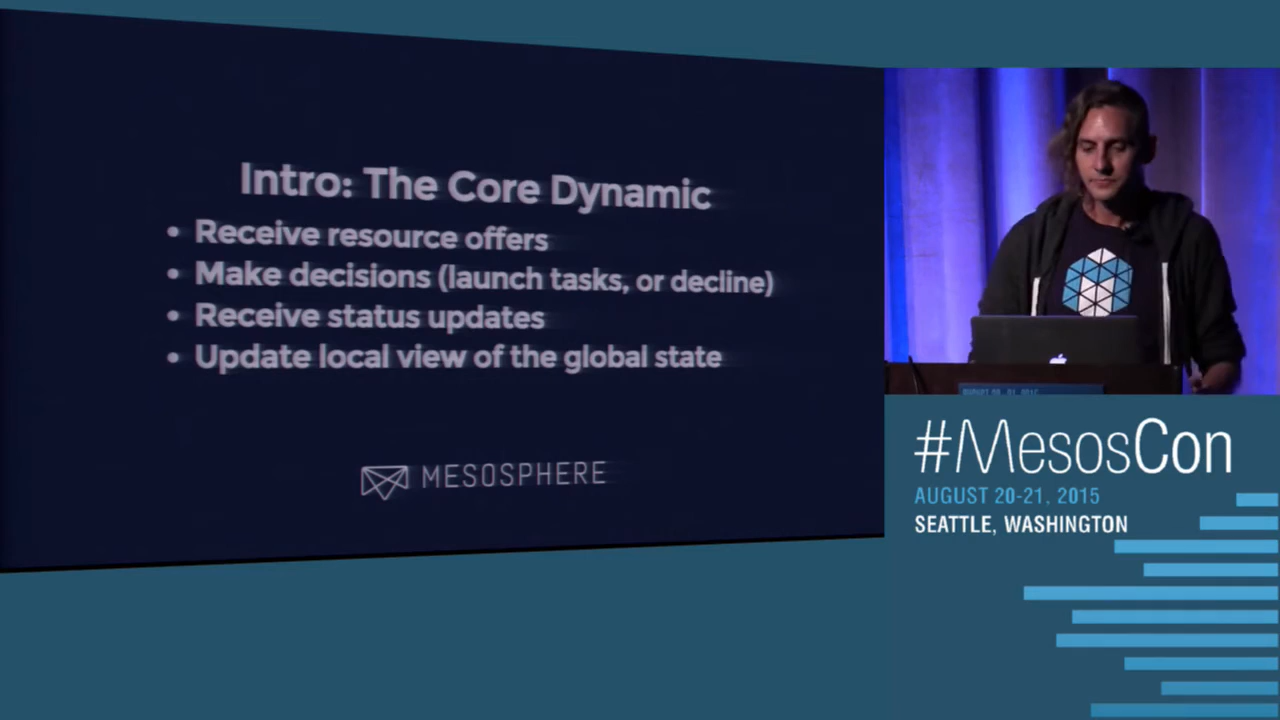 Intro: The Core Dynamic
• Receive resource offers
• Make decisions (launch tasks, or decline)
• Receive status updates
• Update local view of the global state
MESOSPHERE
#MesosCon
AUGUST 20-21, 2015
SEATTLE, WASHINGTON